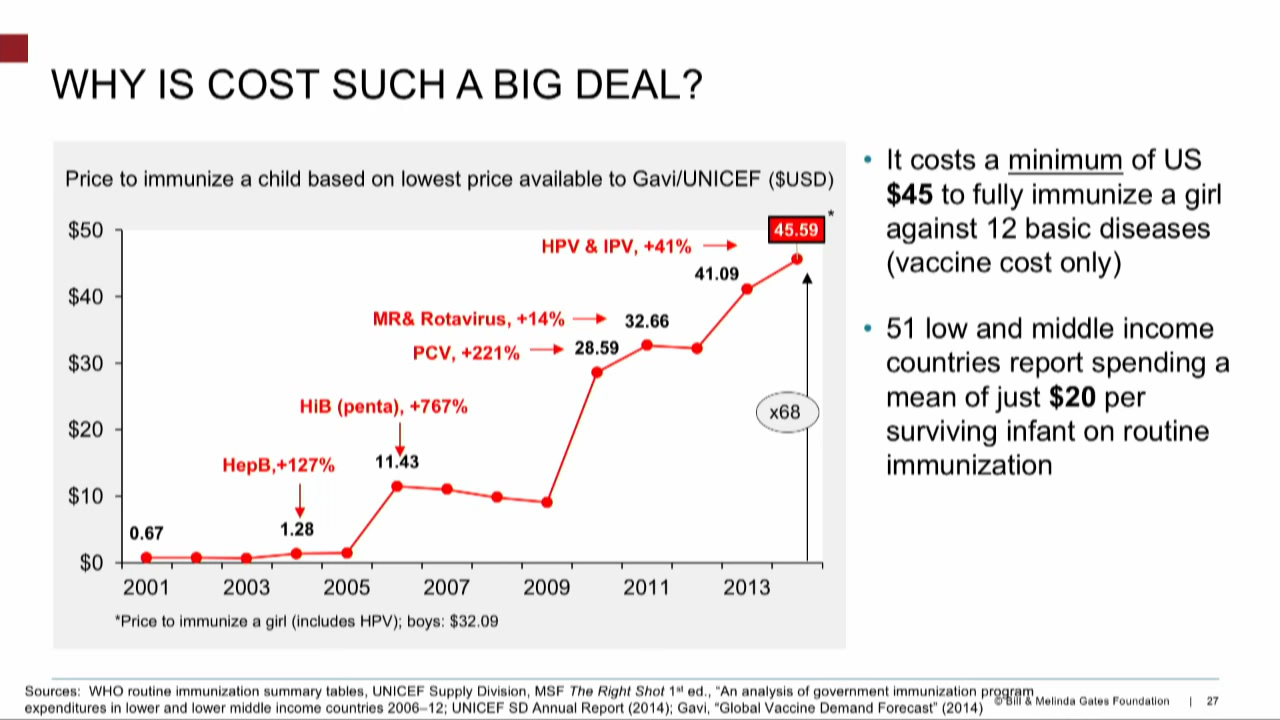 WHY IS COST SUCH A BIG DEAL?
Price to immunize a child based on lowest price available to Gavi/UNICEF ($USD)
*
$50
$40
$30
$20
$10
$0
45.59
HPV & IPV, +41%
41.09
MR& Rotavirus, +14%
32.66
PCV, +221%
28.59
HiB (penta), +767%
x68
HepB,+127%
11.43
0.67
1.28
2001 2003 2005 2007 2009 2011 2013
*Price to immunize a girl (includes HPV); boys: $32.09
• It costs a minimum of US
$45 to fully immunize a girl
against 12 basic diseases
(vaccine cost only)
• 51 low and middle income
countries report spending a
mean of just $20 per
surviving infant on routine
immunization
Sources: WHO routine immunization summary tables, UNICEF Supply Division, MSF The Right Shot 1st ed., "An analysis of government immunization program
expenditures in lower and lower middle income countries 2006–12; UNICEF SD Annual Report (2014); Gavi, "Global Vaccine Demand Forecast" (2014)
© Bill & Melinda Gates Foundation | 27